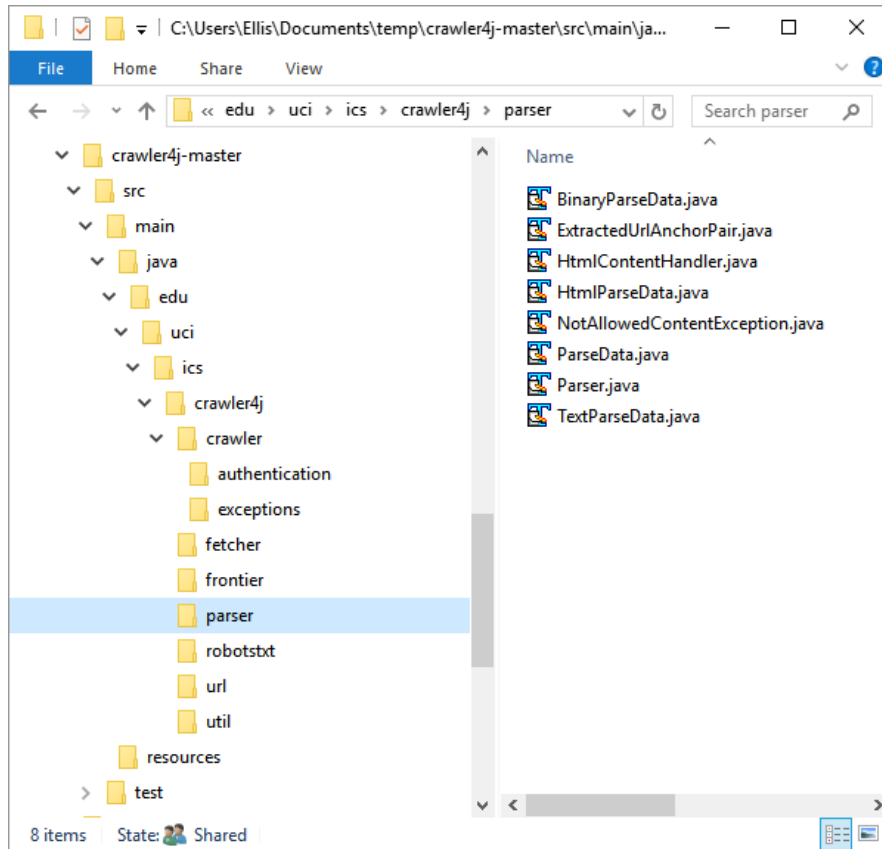 C:\Users\Ellis\Documents\temp\crawler4j-master\src\main\ja...
File Home Share View
« edu > uci > ics > crawler4j > parser Search parser
crawler4j-master
src
main
java
edu
uci
ics
crawler4j
crawler
authentication
exceptions
fetcher
frontier
parser
robotstxt
url
util
resources
test
Name
BinaryParseData.java
ExtractedUrlAnchorPair.java
HtmlContentHandler.java
HtmlParseData.java
NotAllowedContentException.java
ParseData.java
Parser.java
TextParseData.java
8 items State: Shared